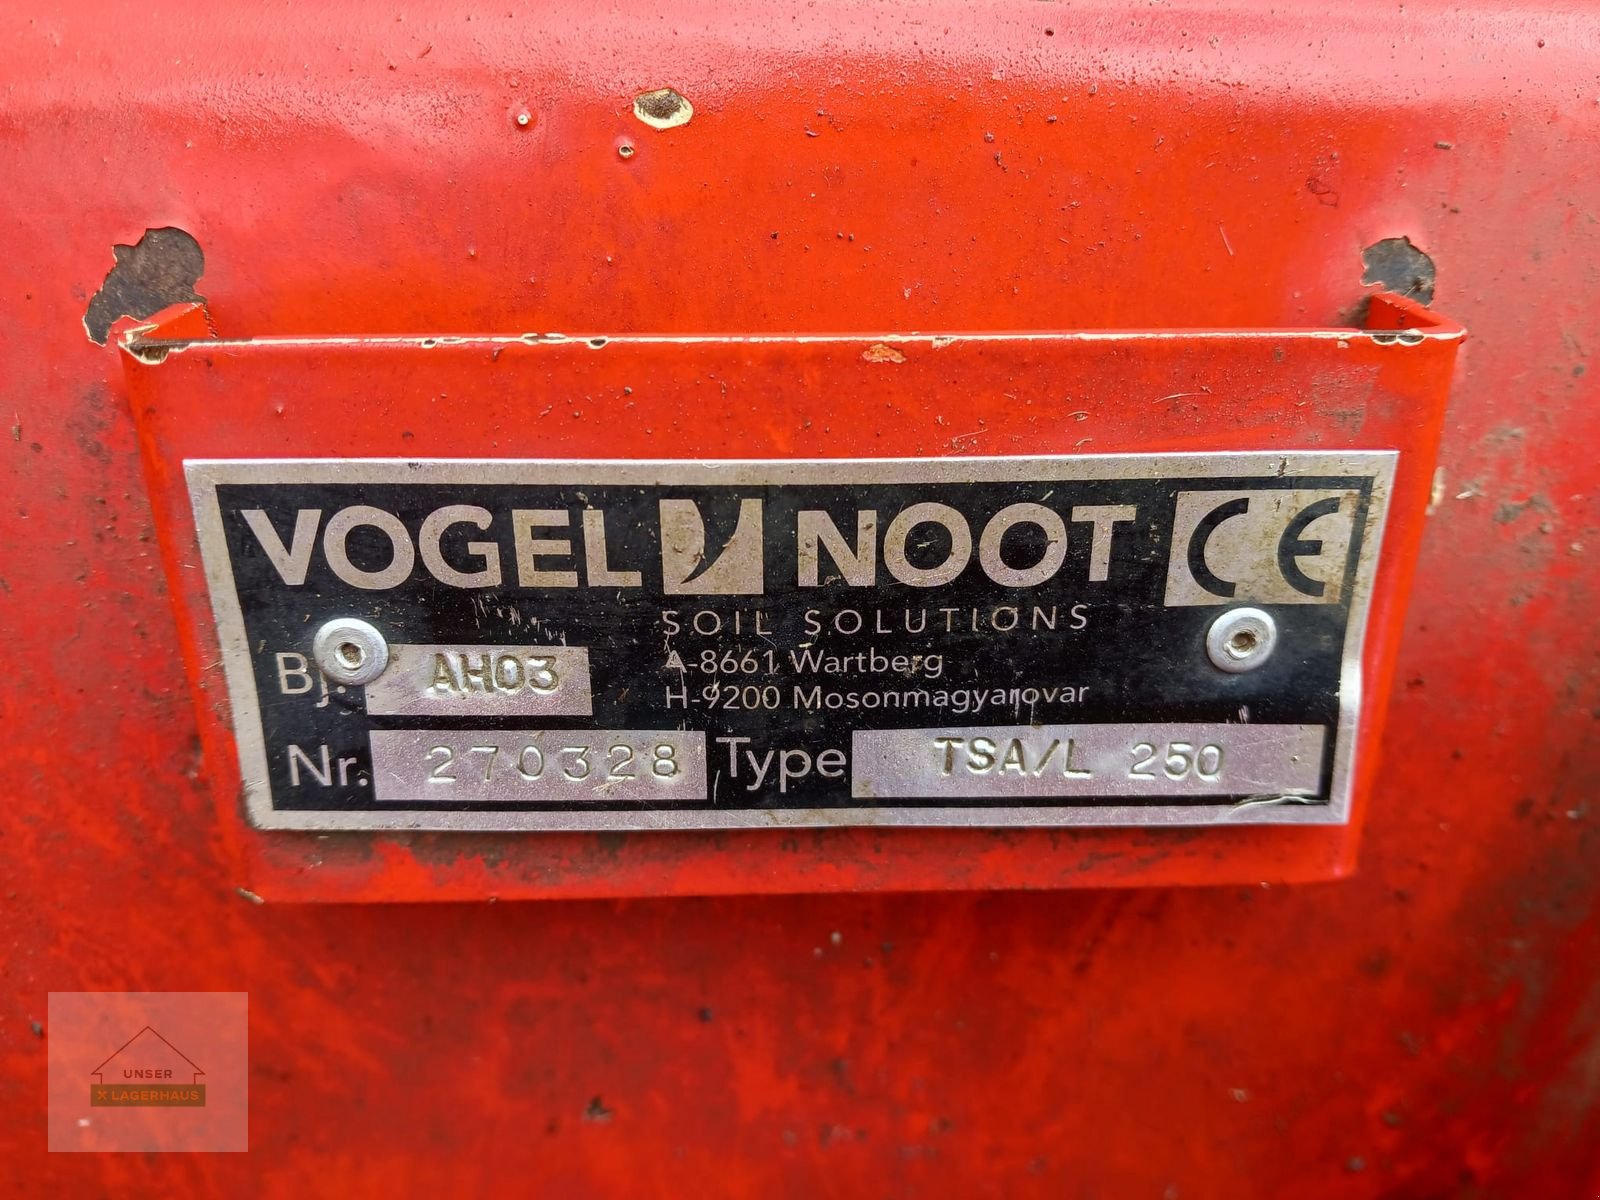 VOGEL NOOT CE
SOIL SOLUTIONS
A-8661 Wartberg
H-9200 Mosonmagyarovar
Bj. AH03
Nr. 270328 Type TSA/L 250
UNSER
X LAGERHAUS